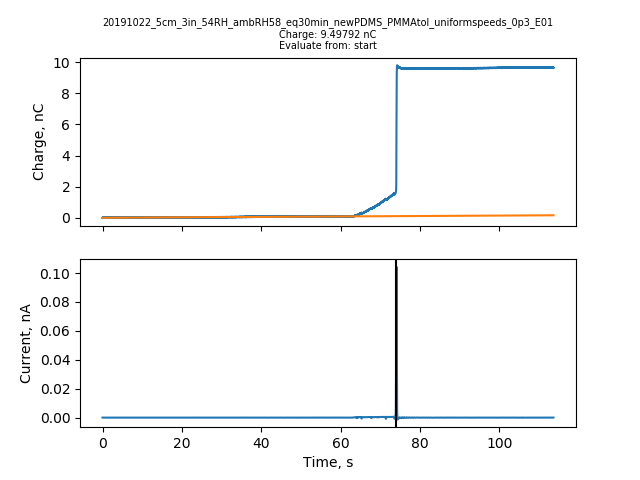 20191022_5cm_3in_54RH_ambRH58_eq30min_newPDMS_PMMAtol_uniformspeeds_0p3_E01
Charge: 9.49792 nC
Evaluate from: start
10
8
6
4
2
0
Charge, nC
0.10
0.08
0.06
0.04
0.02
0.00
Current, nA
0 20 40 60 80 100
Time, s